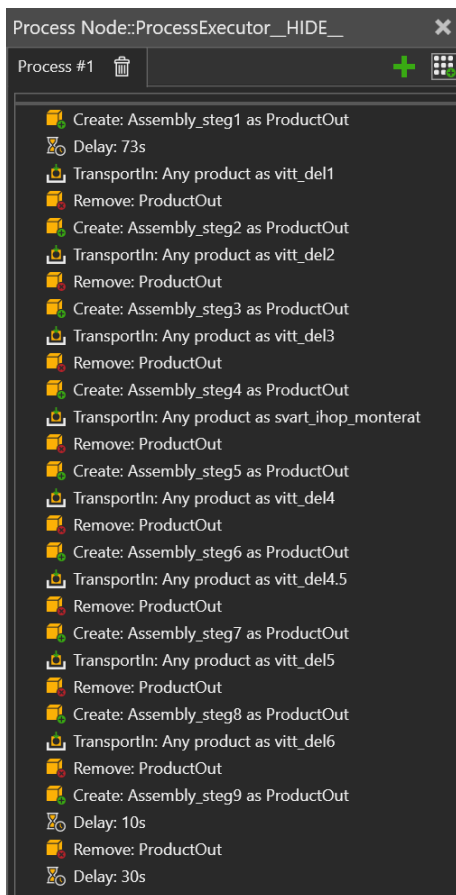 Process Node::ProcessExecutor__HIDE__
Process #1
Create: Assembly_steg1 as ProductOut
Delay: 73s
TransportIn: Any product as vitt_del1
Remove: ProductOut
Create: Assembly_steg2 as ProductOut
TransportIn: Any product as vitt_del2
Remove: ProductOut
Create: Assembly_steg3 as ProductOut
TransportIn: Any product as vitt_del3
Remove: ProductOut
Create: Assembly_steg4 as ProductOut
TransportIn: Any product as svart_ihop_monterat
Remove: ProductOut
Create: Assembly_steg5 as ProductOut
TransportIn: Any product as vitt_del4
Remove: ProductOut
Create: Assembly_steg6 as ProductOut
TransportIn: Any product as vitt_del4.5
Remove: ProductOut
Create: Assembly_steg7 as ProductOut
TransportIn: Any product as vitt_del5
Remove: ProductOut
Create: Assembly_steg8 as ProductOut
TransportIn: Any product as vitt_del6
Remove: ProductOut
Create: Assembly_steg9 as ProductOut
Delay: 10s
Remove: ProductOut
Delay: 30s